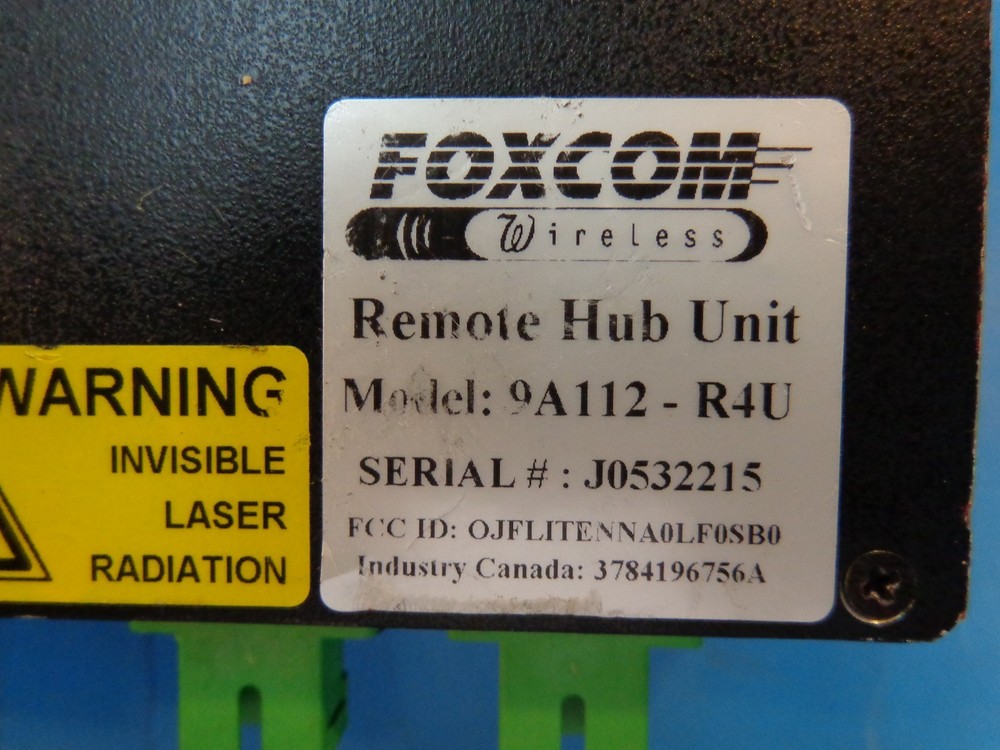 FOXCOM
Wireless
Remote Hub Unit
Model: 9A112 - R4U
SERIAL # : J0532215
FCC ID: OJFLITENNA0LF0SB0
Industry Canada: 3784196756A
WARNING
INVISIBLE
LASER
RADIATION